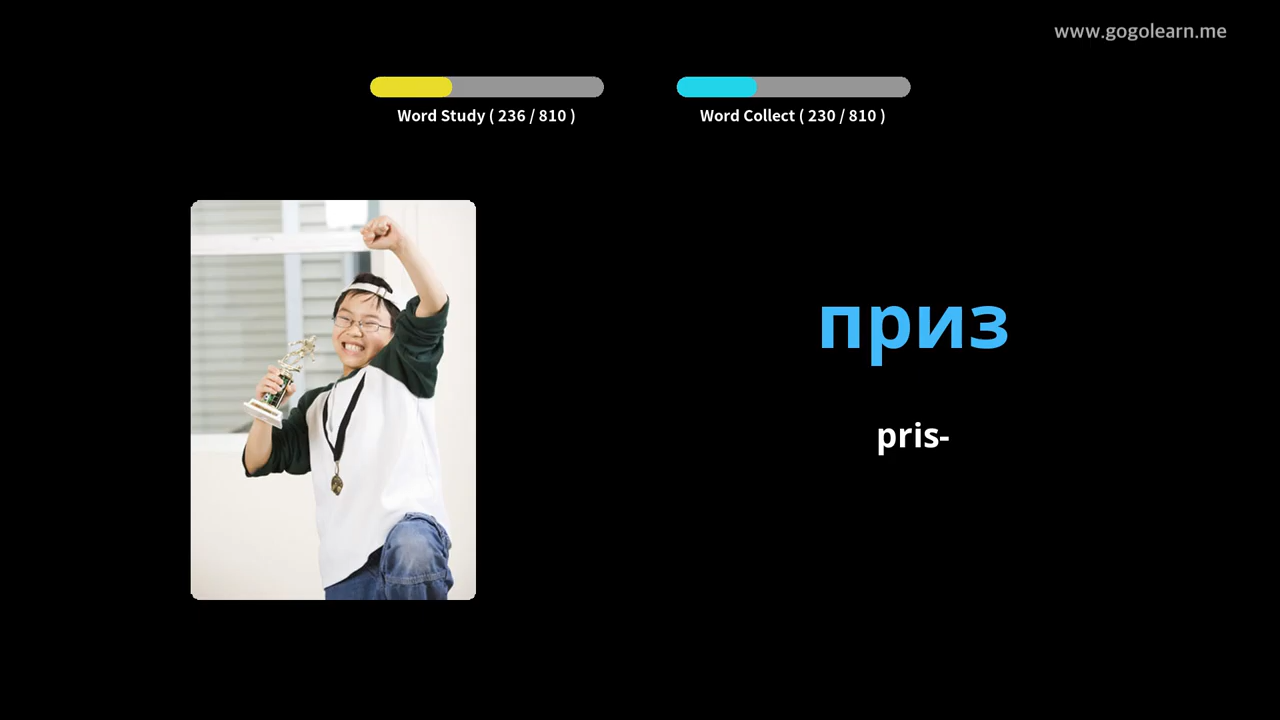 www.gogolearn.me
Word Study ( 236 / 810 )
Word Collect ( 230 / 810 )
приз
pris-